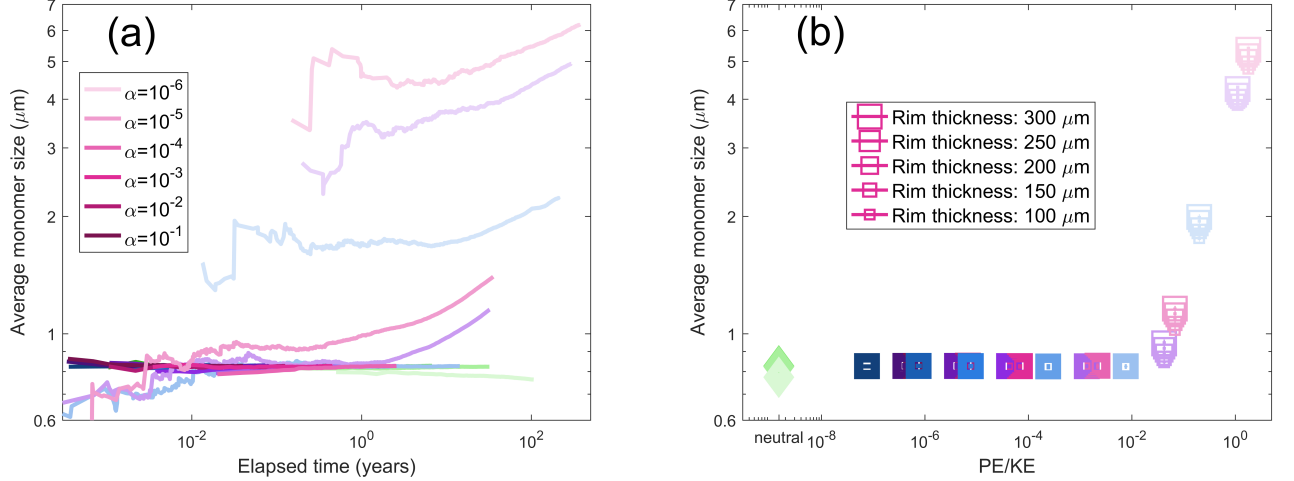 (a)
7
6
5
4
3
2
1
0.6
Average monomer size (μm)
α=10⁻⁶
α=10⁻⁵
α=10⁻⁴
α=10⁻³
α=10⁻²
α=10⁻¹
10⁻²
10⁰
10²
Elapsed time (years)
(b)
7
6
5
4
3
2
1
0.6
Average monomer size (μm)
Rim thickness: 300 μm
Rim thickness: 250 μm
Rim thickness: 200 μm
Rim thickness: 150 μm
Rim thickness: 100 μm
neutral
10⁻⁸
10⁻⁶
10⁻⁴
10⁻²
10⁰
PE/KE